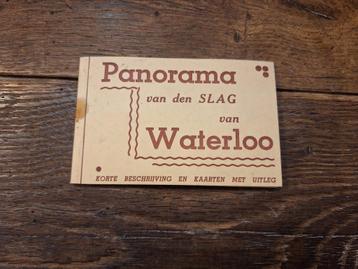 Panorama
van den SLAG
van
Waterloo
KORTE BESCHRIJVING EN KAARTEN MET UITLEG